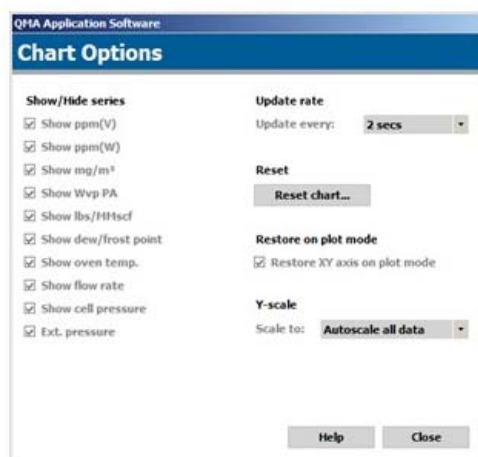 QMA Application Software
Chart Options
Show/Hide series
Show ppm(V)
Show ppm(W)
Show mg/m³
Show Wvp PA
Show lbs/MMscf
Show dew/frost point
Show oven temp.
Show flow rate
Show cell pressure
Ext. pressure
Update rate
Update every: 2 secs
Reset
Reset chart...
Restore on plot mode
Restore XY axis on plot mode
Y-scale
Scale to: Autoscale all data
Help Close